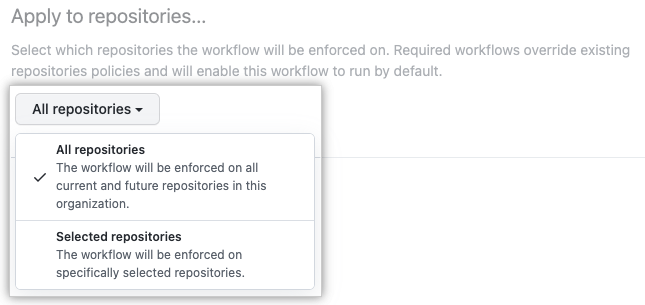 Apply to repositories...
Select which repositories the workflow will be enforced on. Required workflows override existing
repositories policies and will enable this workflow to run by default.
All repositories
All repositories
The workflow will be enforced on all
current and future repositories in this
organization.
Selected repositories
The workflow will be enforced on
specifically selected repositories.